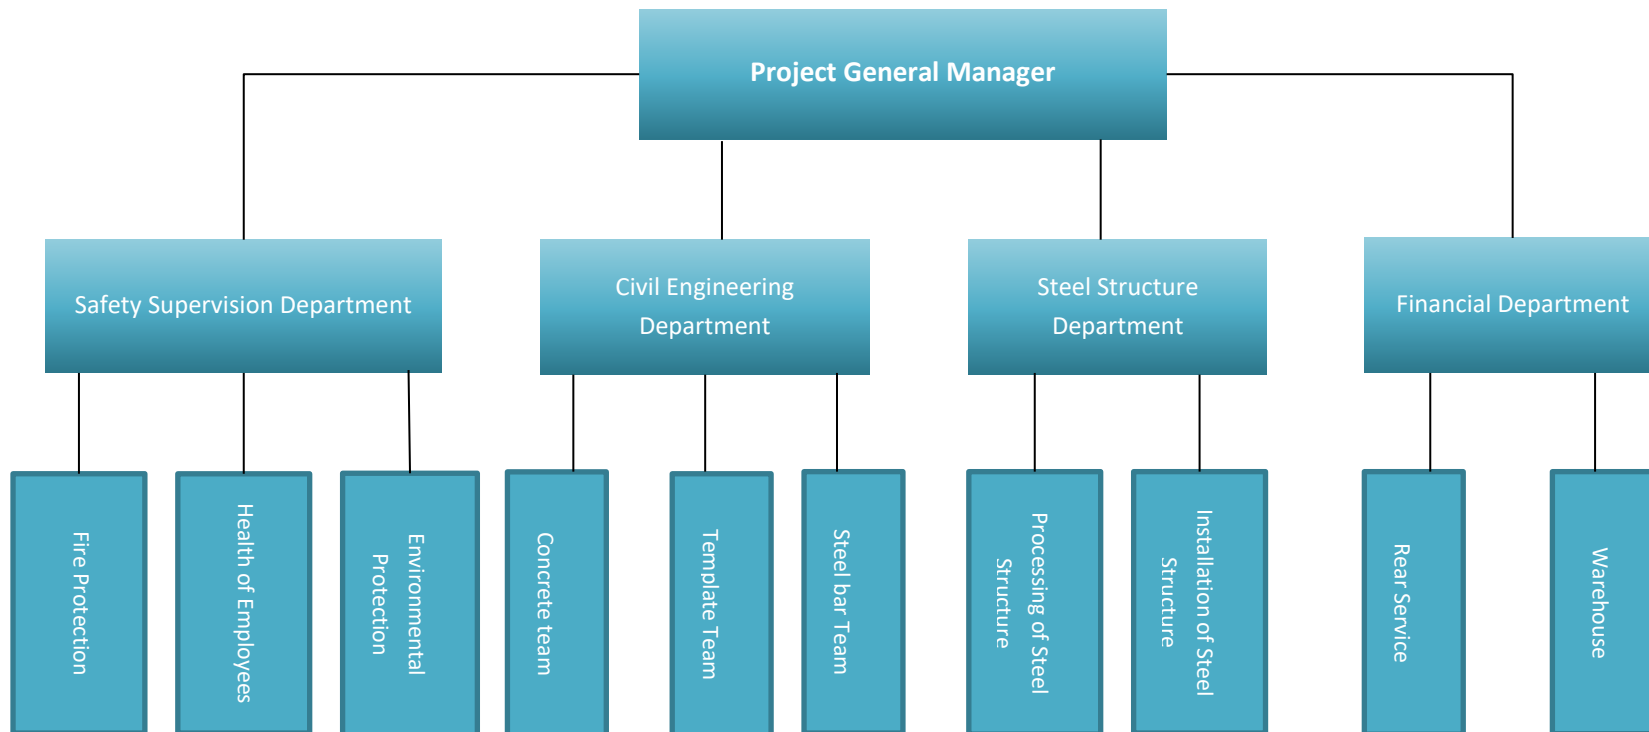 Project General Manager
Safety Supervision Department
Civil Engineering
Department
Steel Structure
Department
Financial Department
Fire Protection
Health of Employees
Environmental
Protection
Concrete team
Template Team
Steel bar Team
Processing of Steel
Structure
Installation of Steel
Structure
Rear Service
Warehouse